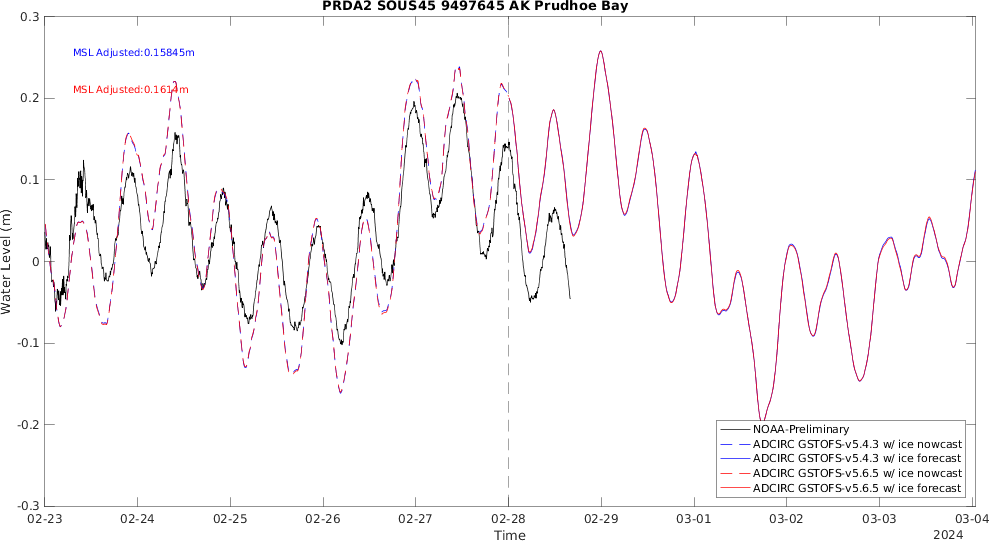 PRDA2 SOUS45 9497645 AK Prudhoe Bay
0.3
MSL Adjusted:0.15845m
MSL Adjusted:0.1614m
0.2
0.1
0
-0.1
-0.2
-0.3
Water Level (m)
NOAA-Preliminary
ADCIRC GSTOFS-v5.4.3 w/ ice nowcast
ADCIRC GSTOFS-v5.4.3 w/ ice forecast
ADCIRC GSTOFS-v5.6.5 w/ ice nowcast
ADCIRC GSTOFS-v5.6.5 w/ ice forecast
02-23 02-24 02-25 02-26 02-27 02-28 02-29 03-01 03-02 03-03 03-04
Time
2024